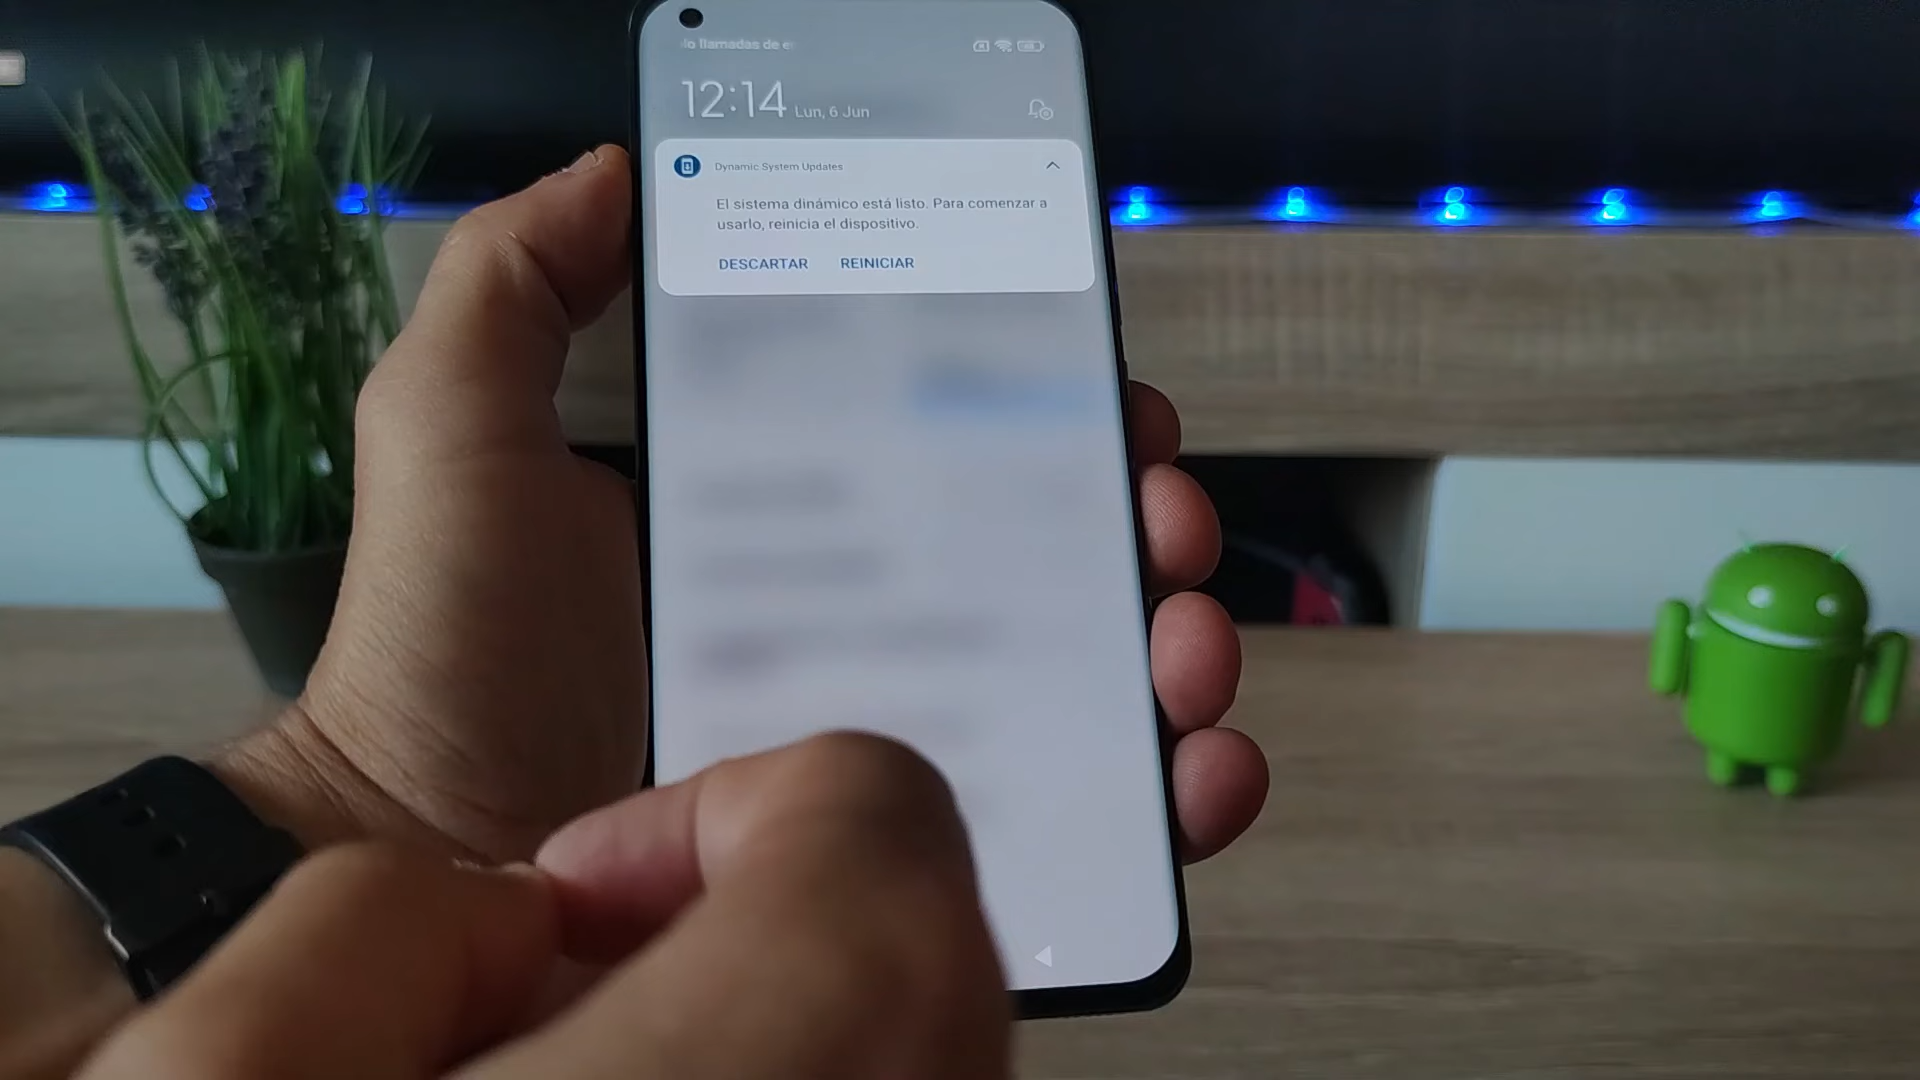 lo llamadas de e
12:14 Lun, 6 Jun
Dynamic System Updates
El sistema dinámico está listo. Para comenzar a
usarlo, reinicia el dispositivo.
DESCARTAR REINICIAR